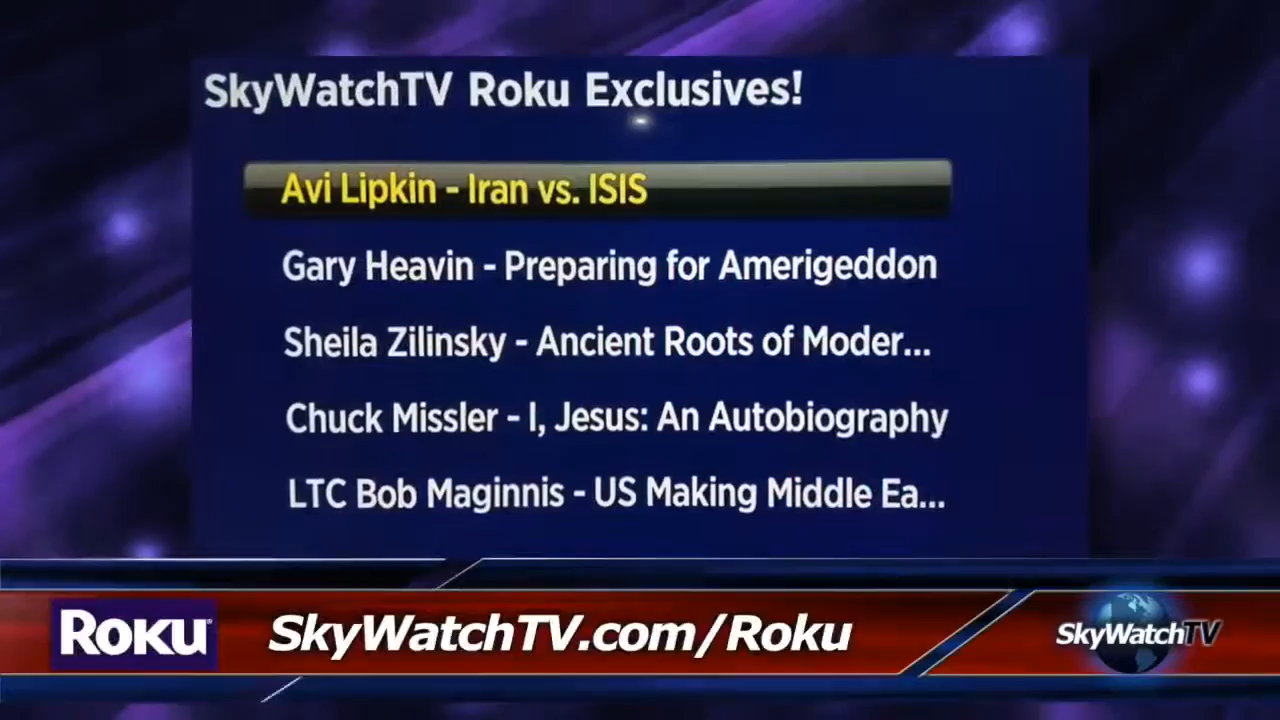 SkyWatchTV Roku Exclusives!
Avi Lipkin - Iran vs. ISIS
Gary Heavin - Preparing for Amerigeddon
Sheila Zilinsky - Ancient Roots of Moder...
Chuck Missler - I, Jesus: An Autobiography
LTC Bob Maginnis - US Making Middle Ea...
ROKU
SkyWatchTV.com/Roku
SkyWatchTV